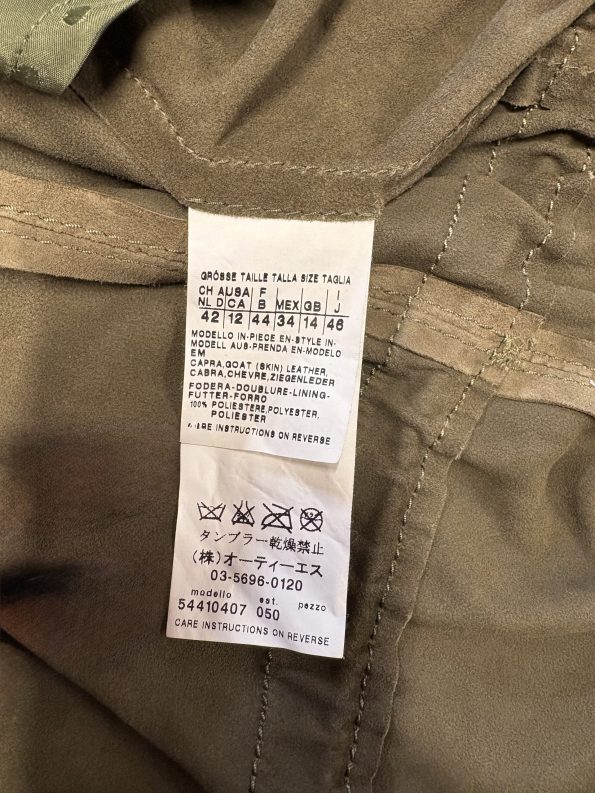 GRÖSSE TAILLE TALLA SIZE TAGLIA
CH A USA F I
NL D CA B MEX GB J
42 12 44 34 14 46
MODELLO IN-PIECE EN-STYLE IN-
MODELL AUS-PRENDA EN-MODELO
EM
CAPRA,GOAT (SKIN) LEATHER,
CABRA,CHEVRE,ZIEGENLEDER
FODERA-DOUBLURE-LINING-
FUTTER-FORRO
100% POLIESTERE,POLYESTER,
POLIESTER
INSTRUCTIONS ON REVERSE
タンブラー乾燥禁止
(株)オーティーエス
03-5696-0120
modello est. pezzo
54410407 050
CARE INSTRUCTIONS ON REVERSE